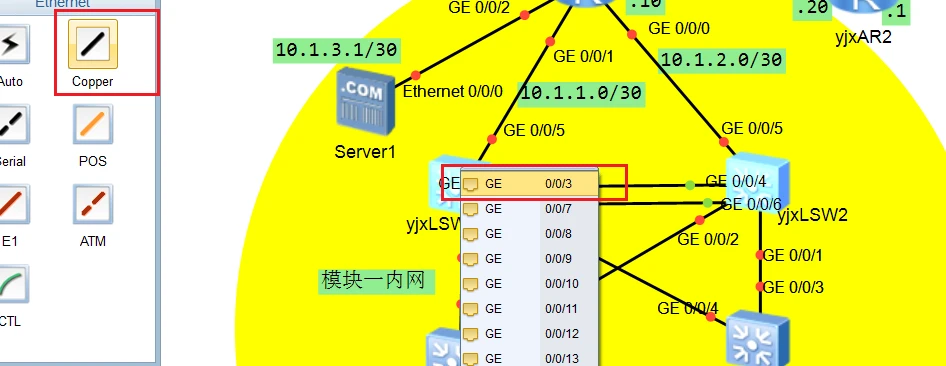 Ethernet
Auto
Copper
Serial
POS
E1
ATM
CTL
GE 0/0/2
.10
.20
.1
yjxAR2
10.1.3.1/30
GE 0/0/1
GE 0/0/0
10.1.2.0/30
.COM
Ethernet 0/0/0
10.1.1.0/30
GE 0/0/5
GE 0/0/5
Server1
GE
GE 0/0/3
GE 0/0/4
GE 0/0/7
GE 0/0/6
yjxLSW2
GE 0/0/8
GE 0/0/2
GE 0/0/9
GE 0/0/1
模块一内网
GE 0/0/10
GE 0/0/3
GE 0/0/11
GE 0/0/4
GE 0/0/12
GE 0/0/13